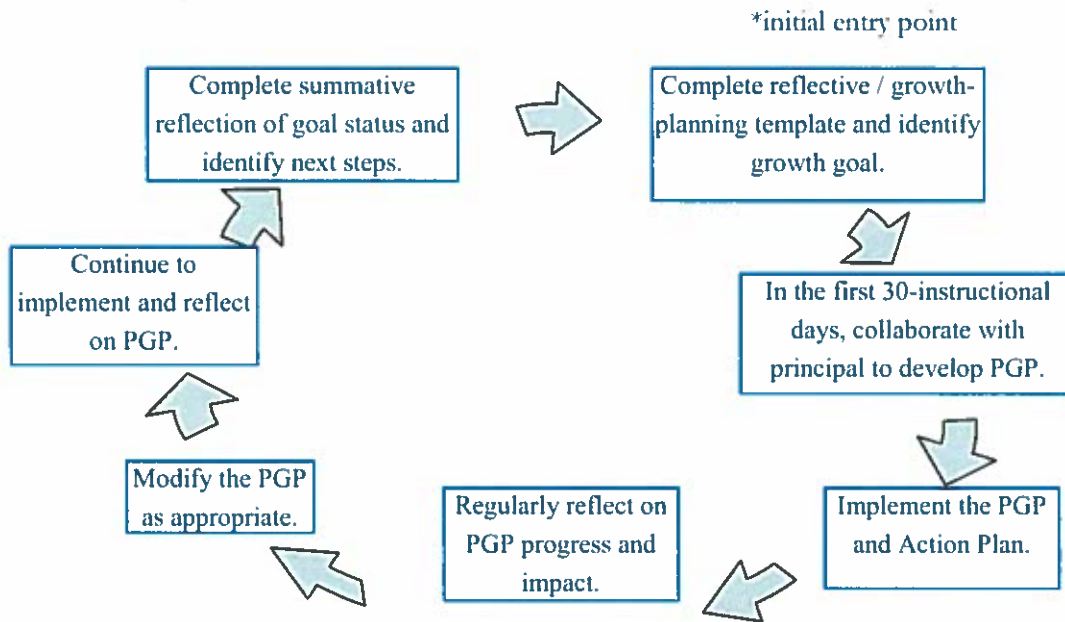 *initial entry point
Complete summative
reflection of goal status and
identify next steps.
Complete reflective / growth-
planning template and identify
growth goal.
In the first 30-instructional
days, collaborate with
principal to develop PGP.
Implement the PGP
and Action Plan.
Regularly reflect on
PGP progress and
impact.
Modify the PGP
as appropriate.
Continue to
implement and reflect
on PGP.